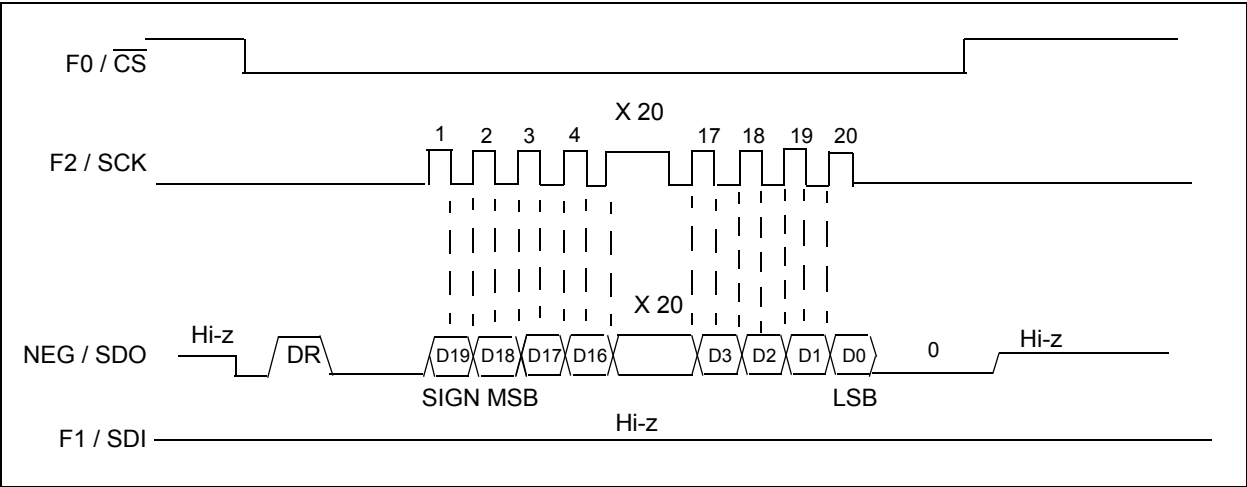 F0 / CS
X 20
1 2 3 4 17 18 19 20
F2 / SCK
X 20
Hi-z DR D19 D18 D17 D16 D3 D2 D1 D0 0 Hi-z
NEG / SDO
SIGN MSB LSB
Hi-z
F1 / SDI